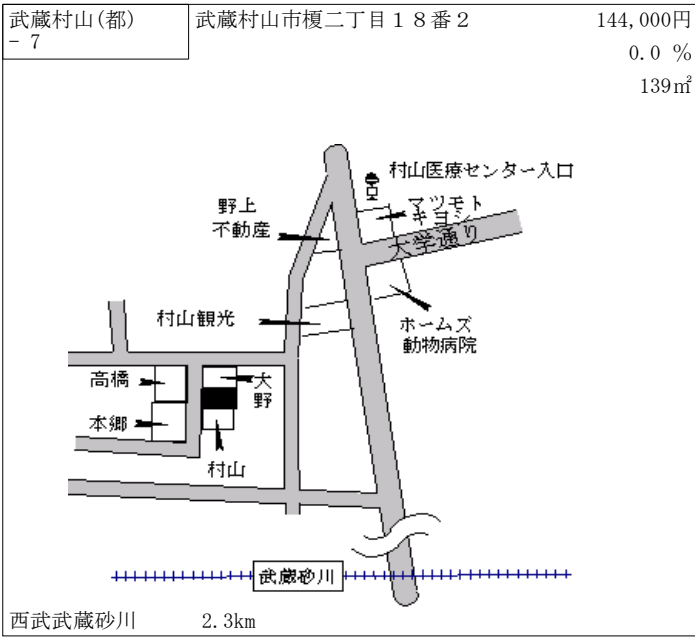 武蔵村山(都)
- 7
武蔵村山市榎二丁目１８番２
144,000円
0.0 %
139㎡
村山医療センター入口
マツモト
キヨシ
野上
不動産
大学通り
村山観光
ホームズ
動物病院
高橋
大
野
本郷
村山
武蔵砂川
西武武蔵砂川
2.3km